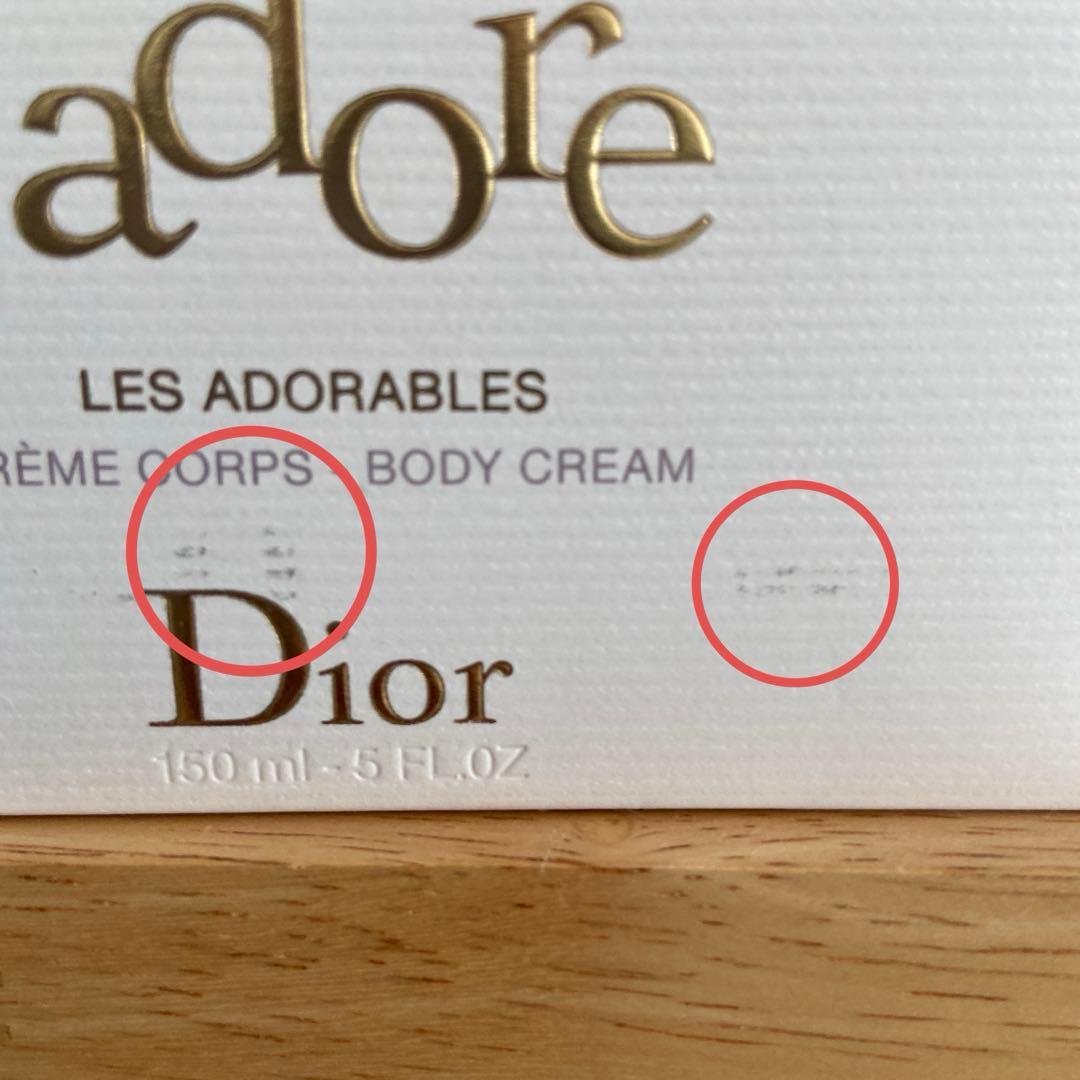 adore
LES ADORABLES
RÈME CORPS - BODY CREAM
Dior
150 ml - 5 FL.OZ